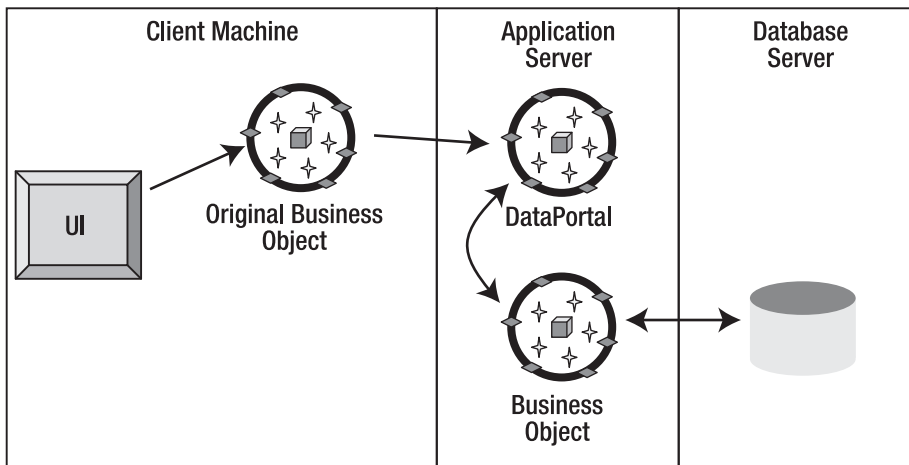 Client Machine
Application
Server
Database
Server
UI
Original Business
Object
DataPortal
Business
Object